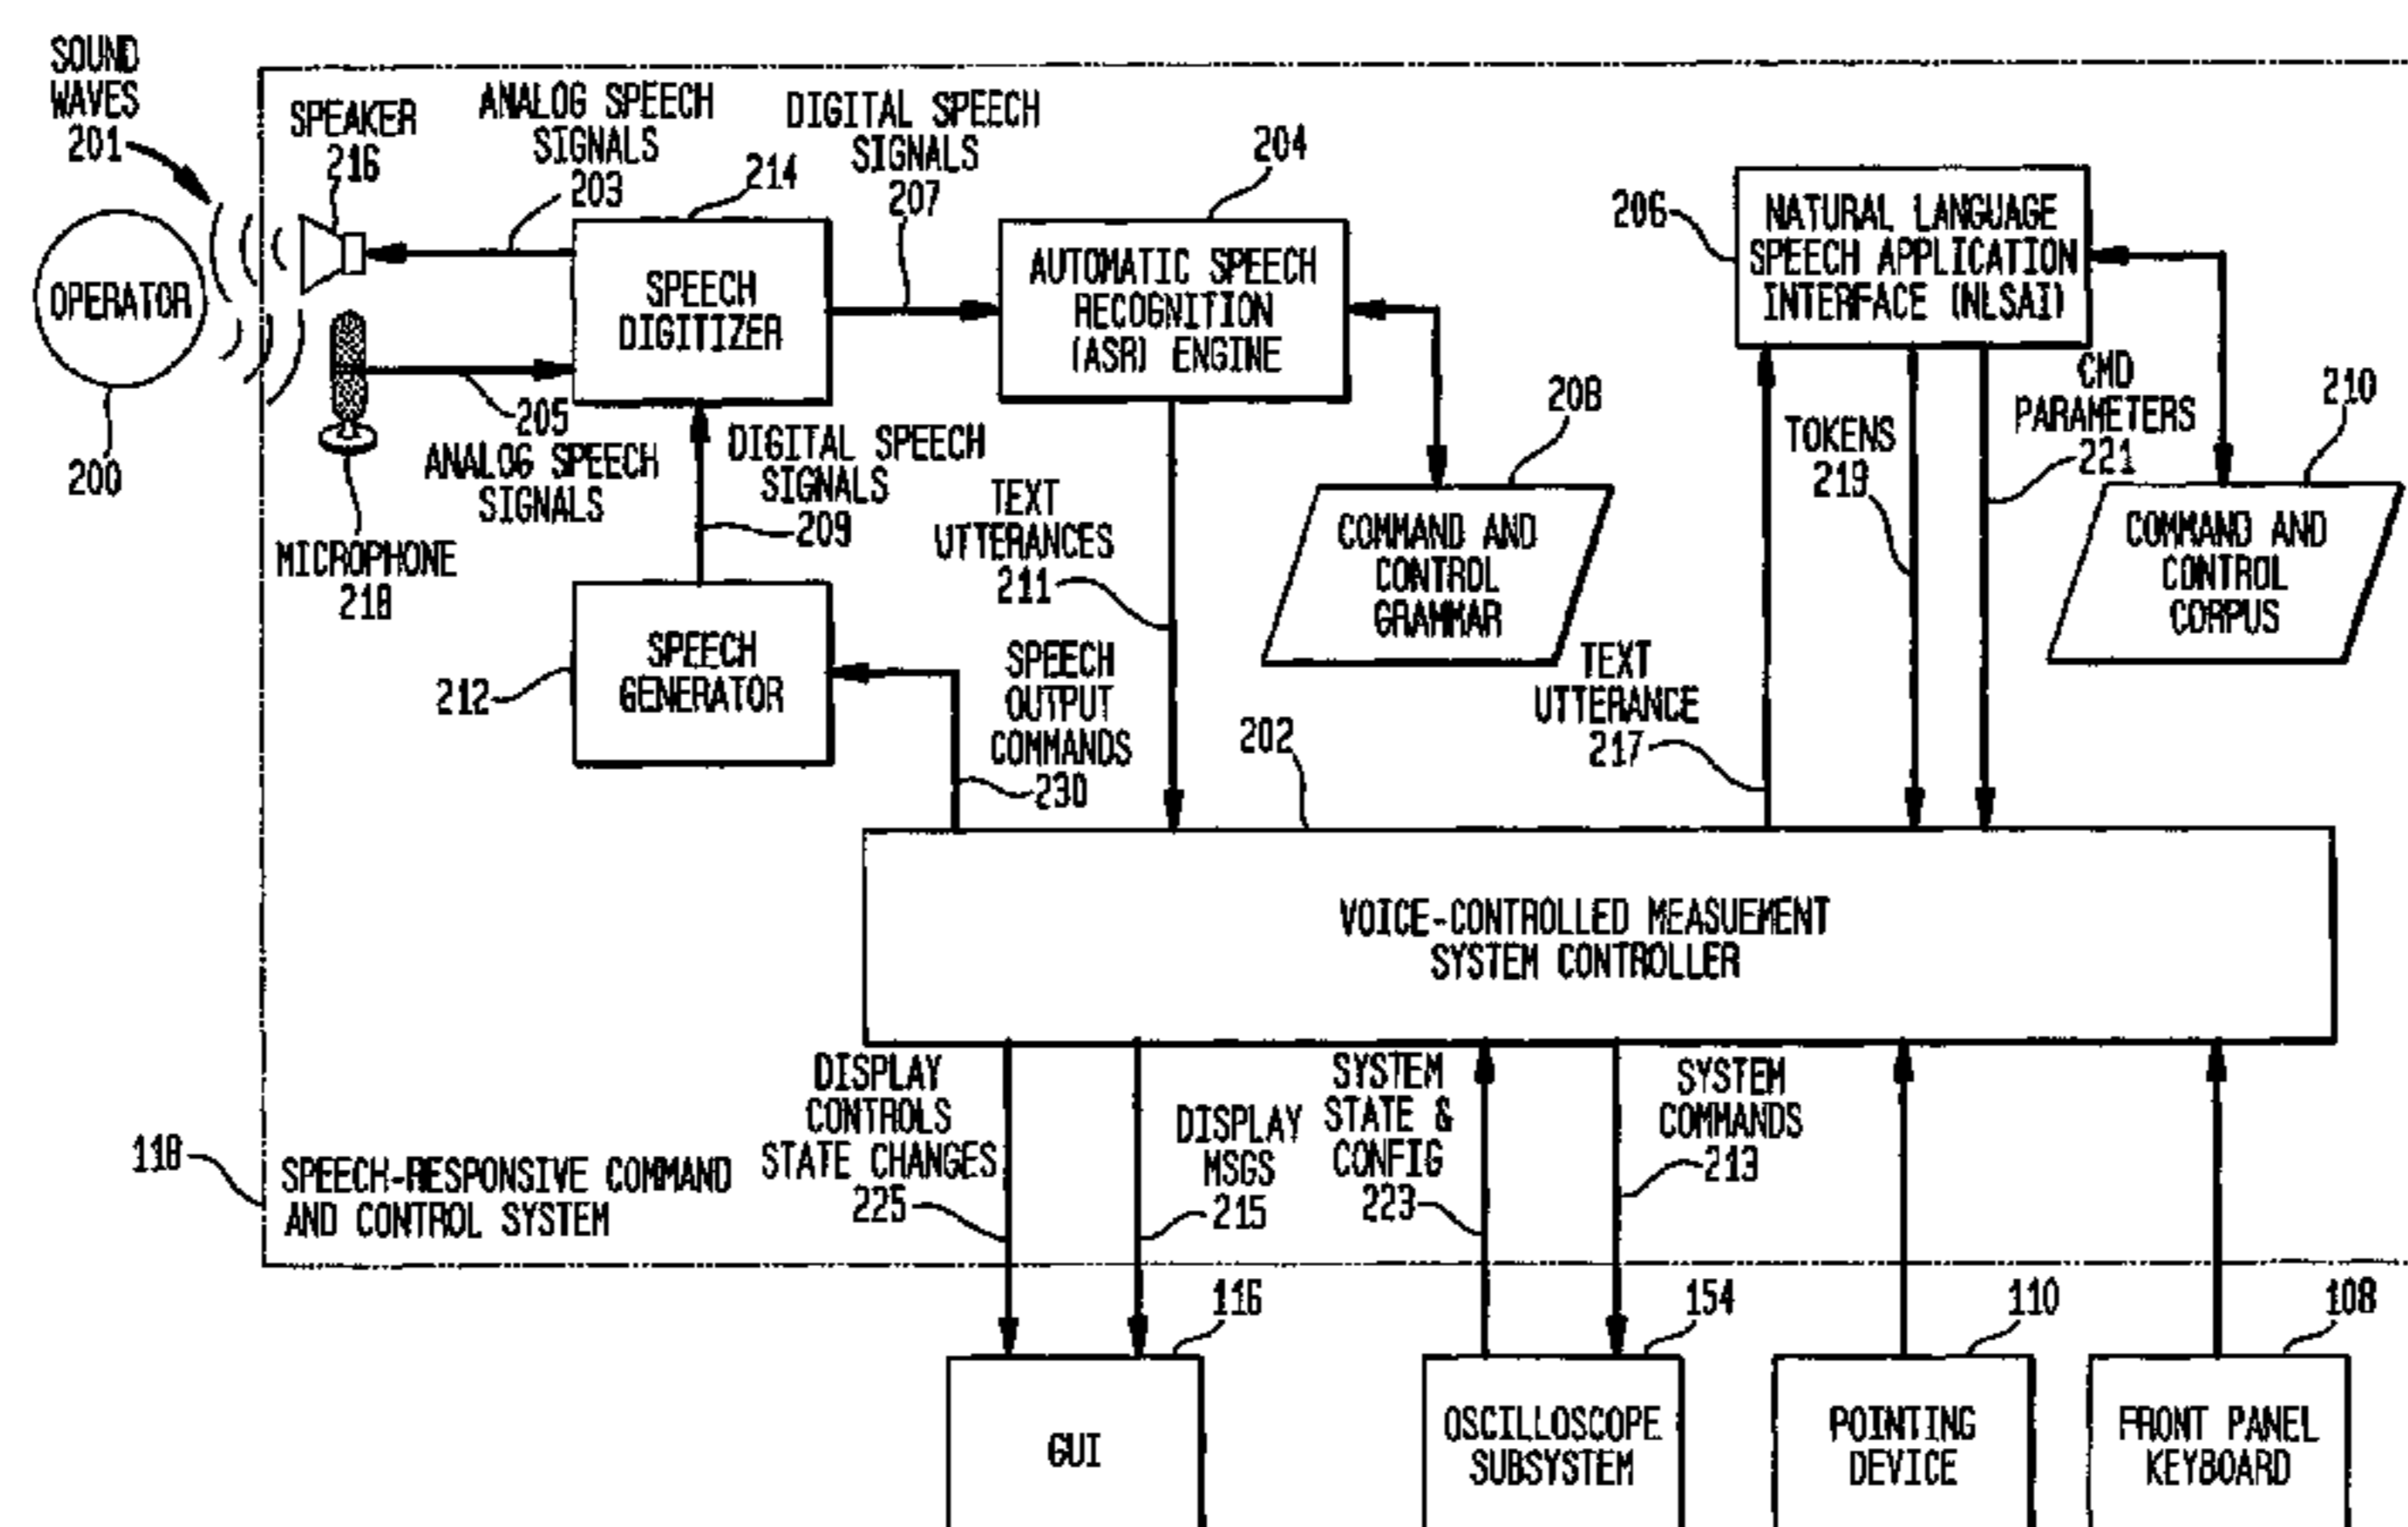 SOUND
WAVES
201
SPEAKER
216
ANALOG SPEECH
SIGNALS
203
214
DIGITAL SPEECH
SIGNALS
207
204
206
NATURAL LANGUAGE
SPEECH APPLICATION
INTERFACE (NLSAI)
OPERATOR
200
SPEECH
DIGITIZER
AUTOMATIC SPEECH
RECOGNITION
(ASR) ENGINE
205
ANALOG SPEECH
SIGNALS
MICROPHONE
218
DIGITAL SPEECH
SIGNALS
209
TEXT
UTTERANCES
211
208
COMMAND AND
CONTROL
GRAMMAR
TOKENS
219
CMD
PARAMETERS
221
210
COMMAND AND
CONTROL
CORPUS
212
SPEECH
GENERATOR
SPEECH
OUTPUT
COMMANDS
230
202
TEXT
UTTERANCE
217
VOICE-CONTROLLED MEASUEMENT
SYSTEM CONTROLLER
118
SPEECH-RESPONSIVE COMMAND
AND CONTROL SYSTEM
DISPLAY
CONTROLS
STATE CHANGES
225
DISPLAY
MSGS
215
SYSTEM
STATE &
CONFIG
223
SYSTEM
COMMANDS
213
116
GUI
154
OSCILLOSCOPE
SUBSYSTEM
110
POINTING
DEVICE
108
FRONT PANEL
KEYBOARD